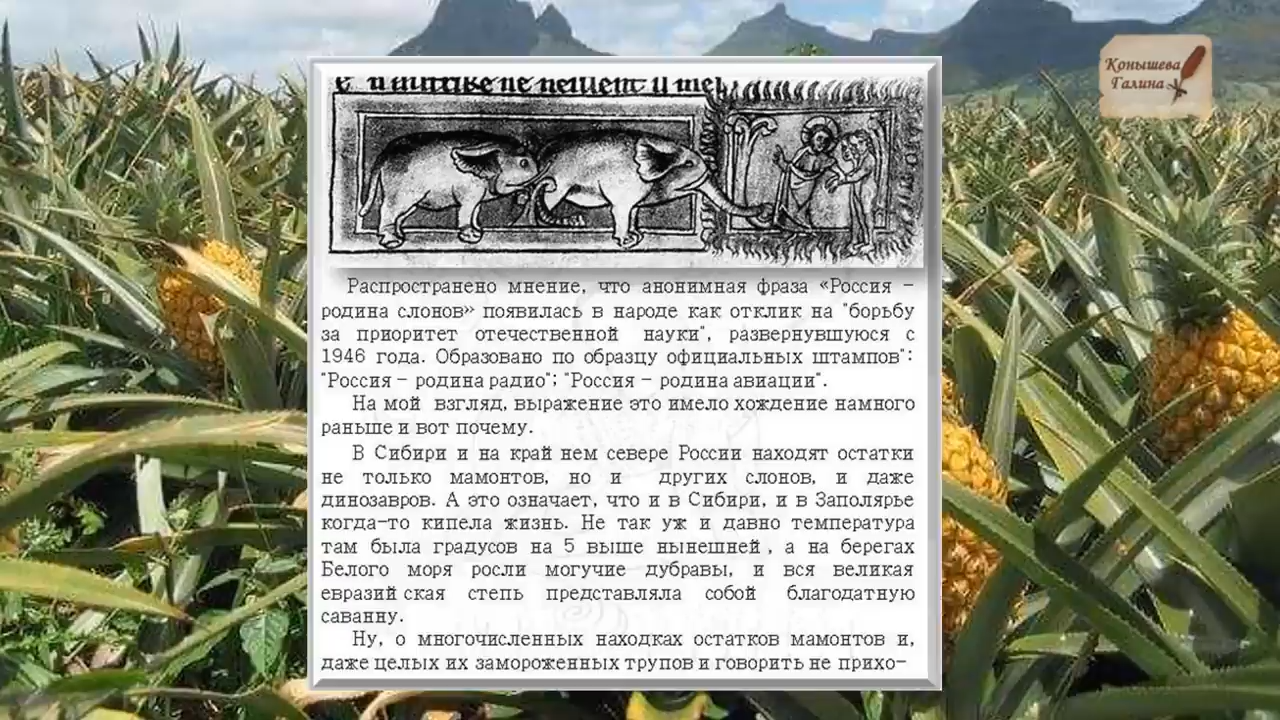 Конышева
Галина
Распространено мнение, что анонимная фраза «Россия –
родина слонов» появилась в народе как отклик на "борьбу
за приоритет отечественной науки", развернувшуюся с
1946 года. Образовано по образцу официальных штампов":
"Россия – родина радио"; "Россия – родина авиации".
На мой взгляд, выражение это имело хождение намного
раньше и вот почему.
В Сибири и на край нем севере России находят остатки
не только мамонтов, но и других слонов, и даже
динозавров. А это означает, что и в Сибири, и в Заполярье
когда-то кипела жизнь. Не так уж и давно температура
там была градусов на 5 выше нынешней , а на берегах
Белого моря росли могучие дубравы, и вся великая
евразий ская степь представляла собой благодатную
саванну.
Ну, о многочисленных находках остатков мамонтов и,
даже целых их замороженных трупов и говорить не прихо-